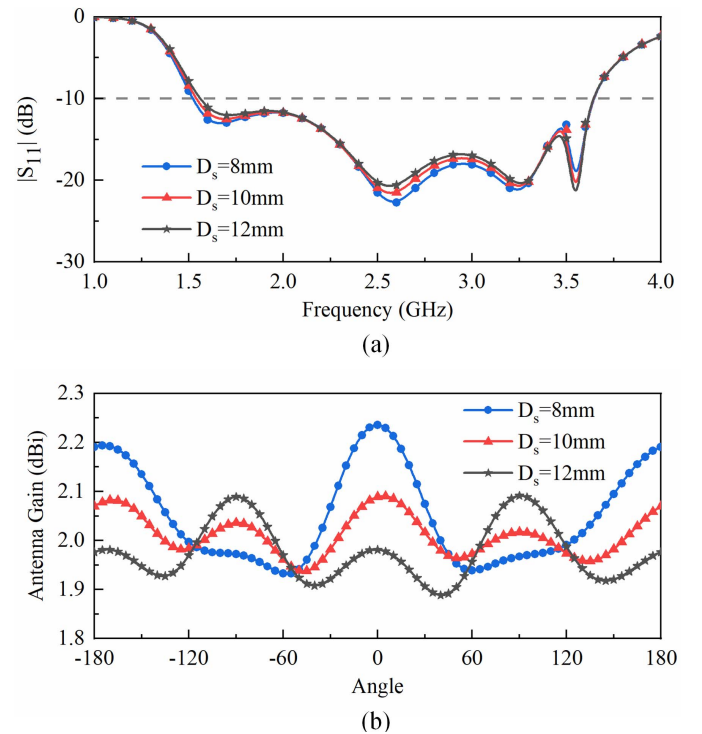 0
-10
-20
-30
|S11| (dB)
Ds=8mm
Ds=10mm
Ds=12mm
1.0 1.5 2.0 2.5 3.0 3.5 4.0
Frequency (GHz)
(a)
2.3
2.2
2.1
2.0
1.9
1.8
Antenna Gain (dBi)
Ds=8mm
Ds=10mm
Ds=12mm
-180 -120 -60 0 60 120 180
Angle
(b)